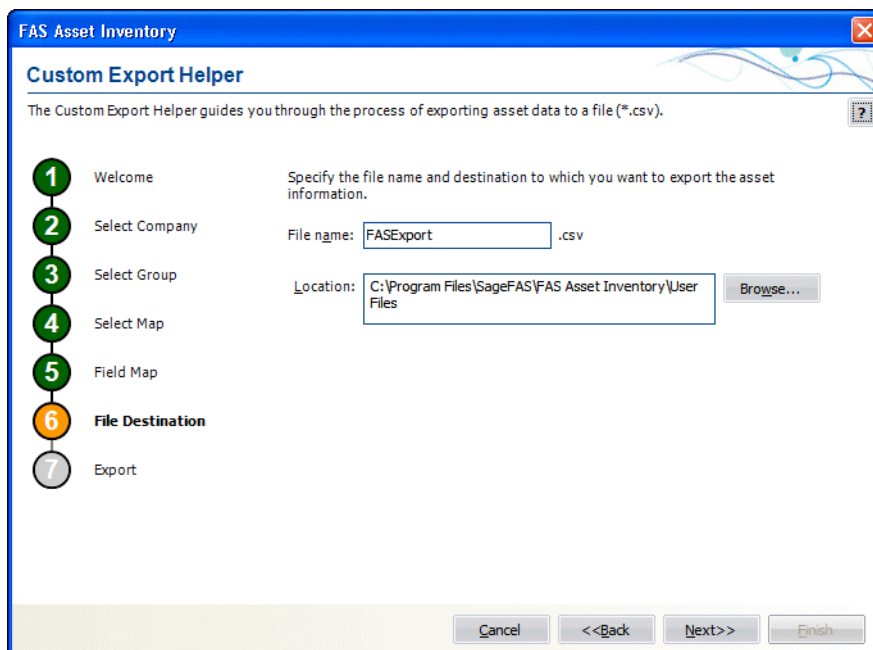 FAS Asset Inventory
Custom Export Helper
The Custom Export Helper guides you through the process of exporting asset data to a file (*.csv).
?
1 Welcome
2 Select Company
3 Select Group
4 Select Map
5 Field Map
6 File Destination
7 Export
Specify the file name and destination to which you want to export the asset
information.
File name: FASExport .csv
Location: C:\Program Files\SageFAS\FAS Asset Inventory\User
Files
Browse...
Cancel <<Back Next>> Finish